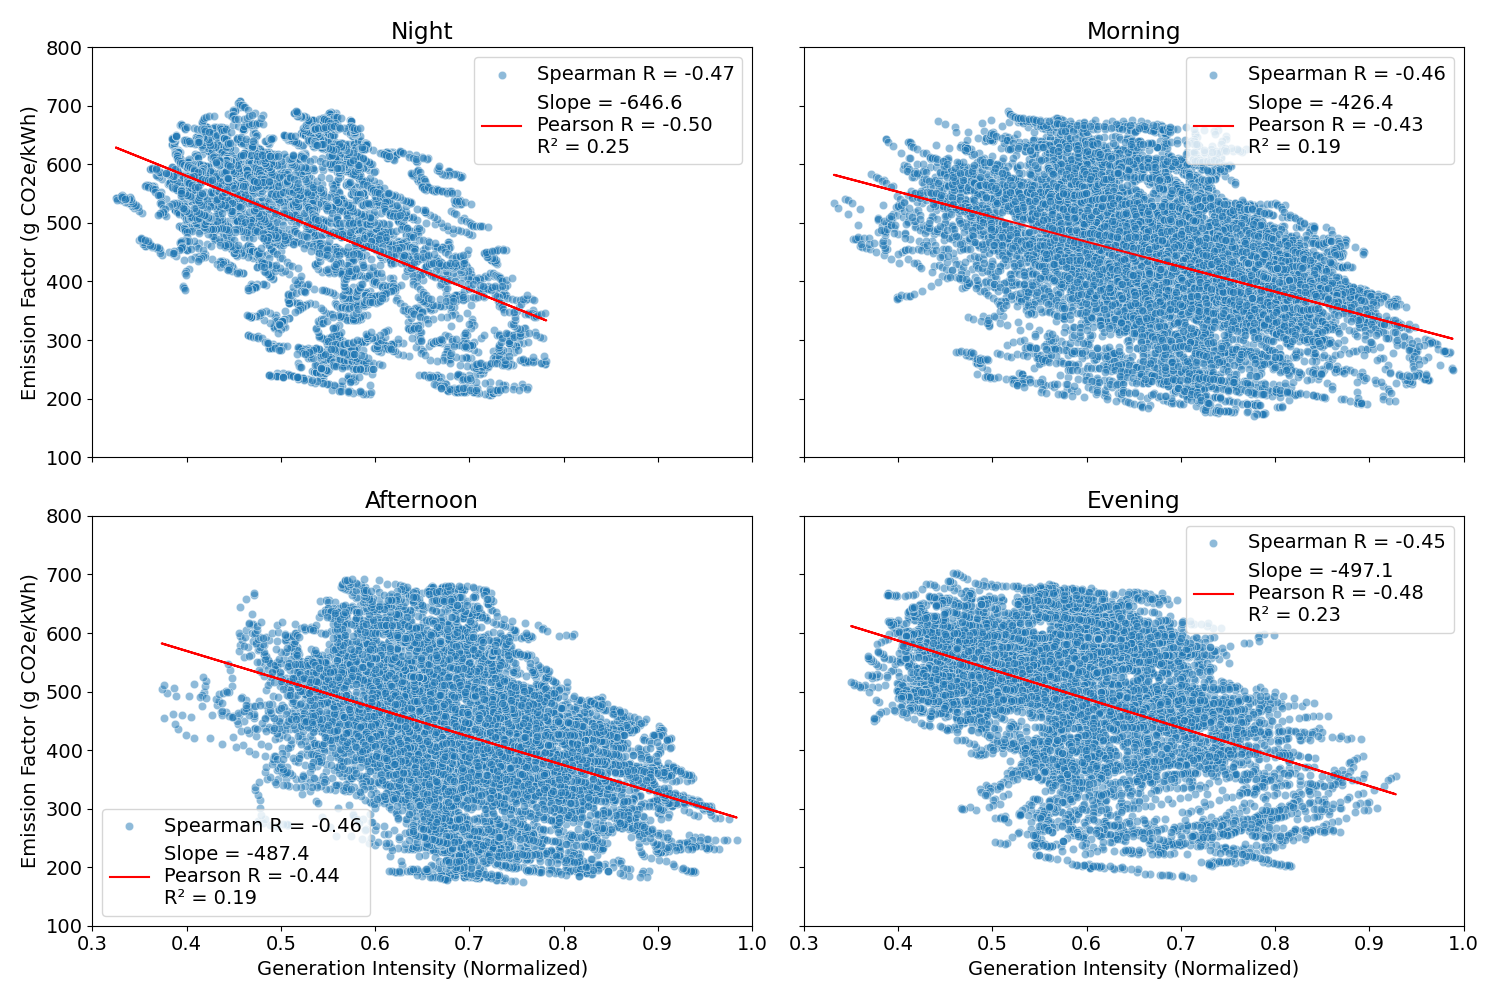 Night
Morning
800
700
600
500
400
300
200
100
Emission Factor (g CO2e/kWh)
Spearman R = -0.47
Slope = -646.6
Pearson R = -0.50
R² = 0.25
Spearman R = -0.46
Slope = -426.4
Pearson R = -0.43
R² = 0.19
Afternoon
Evening
800
700
600
500
400
300
200
100
Emission Factor (g CO2e/kWh)
Spearman R = -0.46
Slope = -487.4
Pearson R = -0.44
R² = 0.19
Spearman R = -0.45
Slope = -497.1
Pearson R = -0.48
R² = 0.23
0.3 0.4 0.5 0.6 0.7 0.8 0.9 1.0
Generation Intensity (Normalized)
0.3 0.4 0.5 0.6 0.7 0.8 0.9 1.0
Generation Intensity (Normalized)